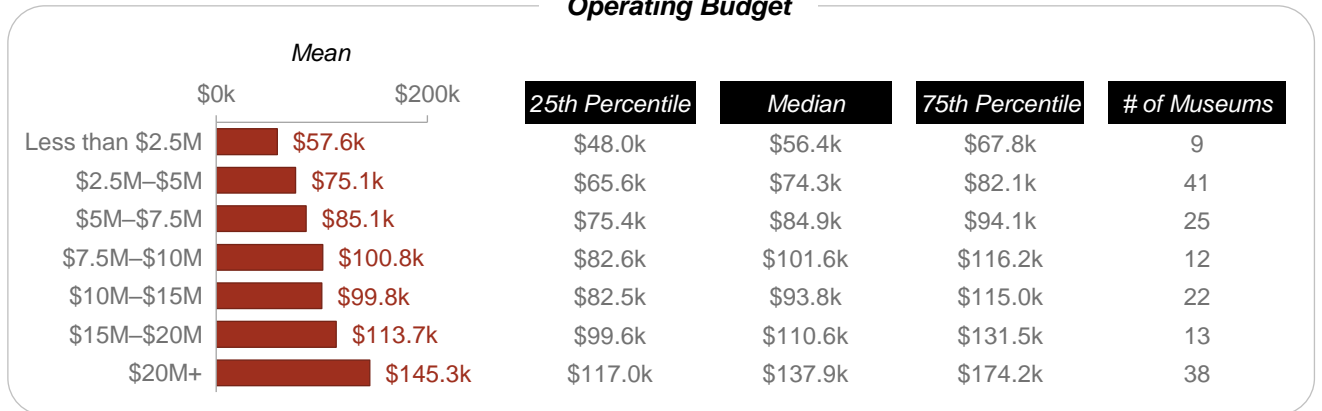 Operating Budget
Mean
$0k $200k 25th Percentile Median 75th Percentile # of Museums
Less than $2.5M $57.6k $48.0k $56.4k $67.8k 9
$2.5M–$5M $75.1k $65.6k $74.3k $82.1k 41
$5M–$7.5M $85.1k $75.4k $84.9k $94.1k 25
$7.5M–$10M $100.8k $82.6k $101.6k $116.2k 12
$10M–$15M $99.8k $82.5k $93.8k $115.0k 22
$15M–$20M $113.7k $99.6k $110.6k $131.5k 13
$20M+ $145.3k $117.0k $137.9k $174.2k 38